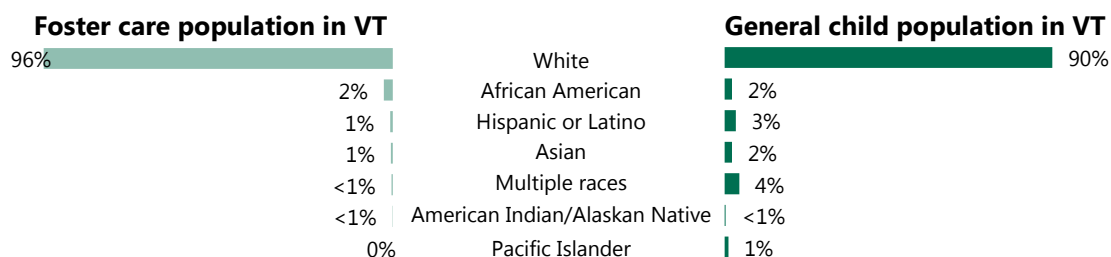 Foster care population in VT General child population in VT
96% White 90%
2% African American 2%
1% Hispanic or Latino 3%
1% Asian 2%
<1% Multiple races 4%
<1% American Indian/Alaskan Native <1%
0% Pacific Islander 1%